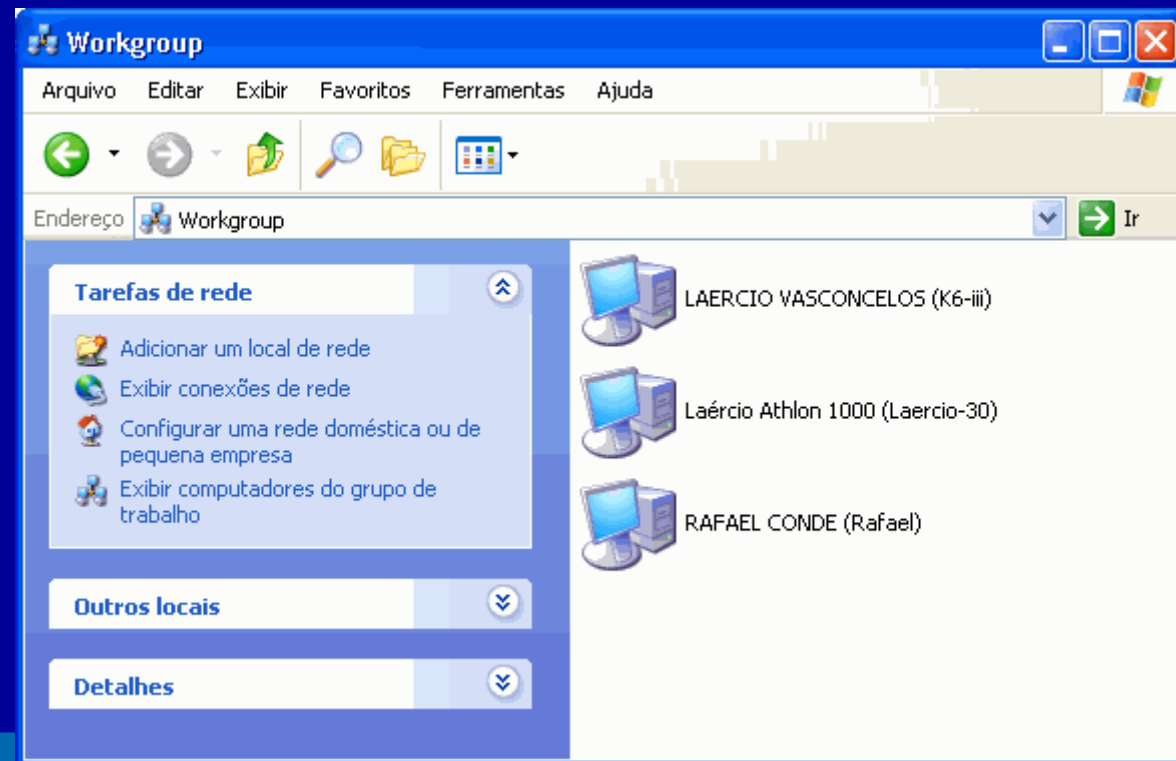 Workgroup
Arquivo Editar Exibir Favoritos Ferramentas Ajuda
Endereço Workgroup Ir
Tarefas de rede
Adicionar um local de rede
Exibir conexões de rede
Configurar uma rede doméstica ou de
pequena empresa
Exibir computadores do grupo de
trabalho
Outros locais
Detalhes
LAERCIO VASCONCELOS (K6-iii)
Laércio Athlon 1000 (Laercio-30)
RAFAEL CONDE (Rafael)